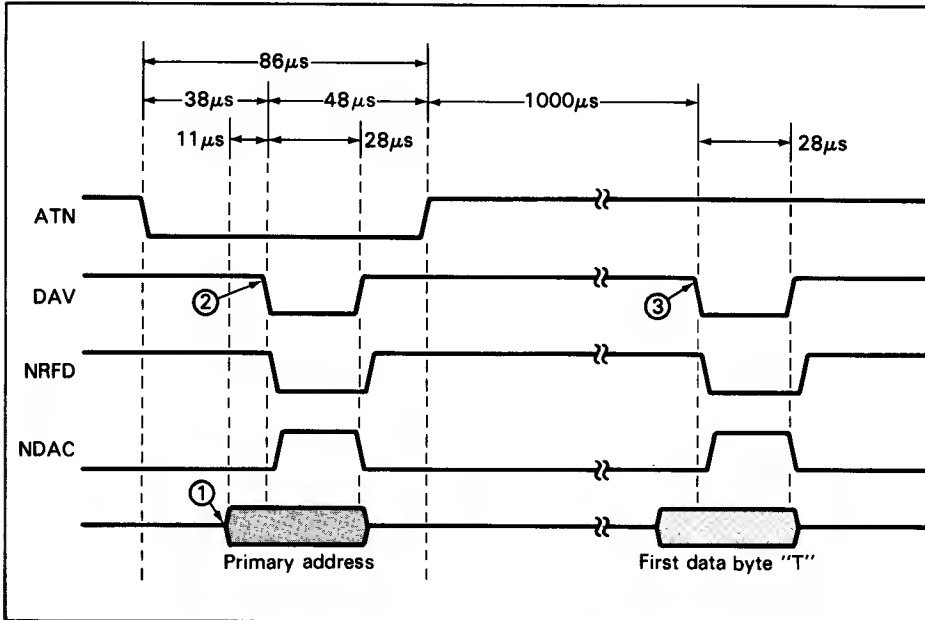 86μs
38μs 48μs 1000μs
11μs 28μs 28μs
ATN
DAV
② ③
NRFD
NDAC
①
Primary address First data byte "T"